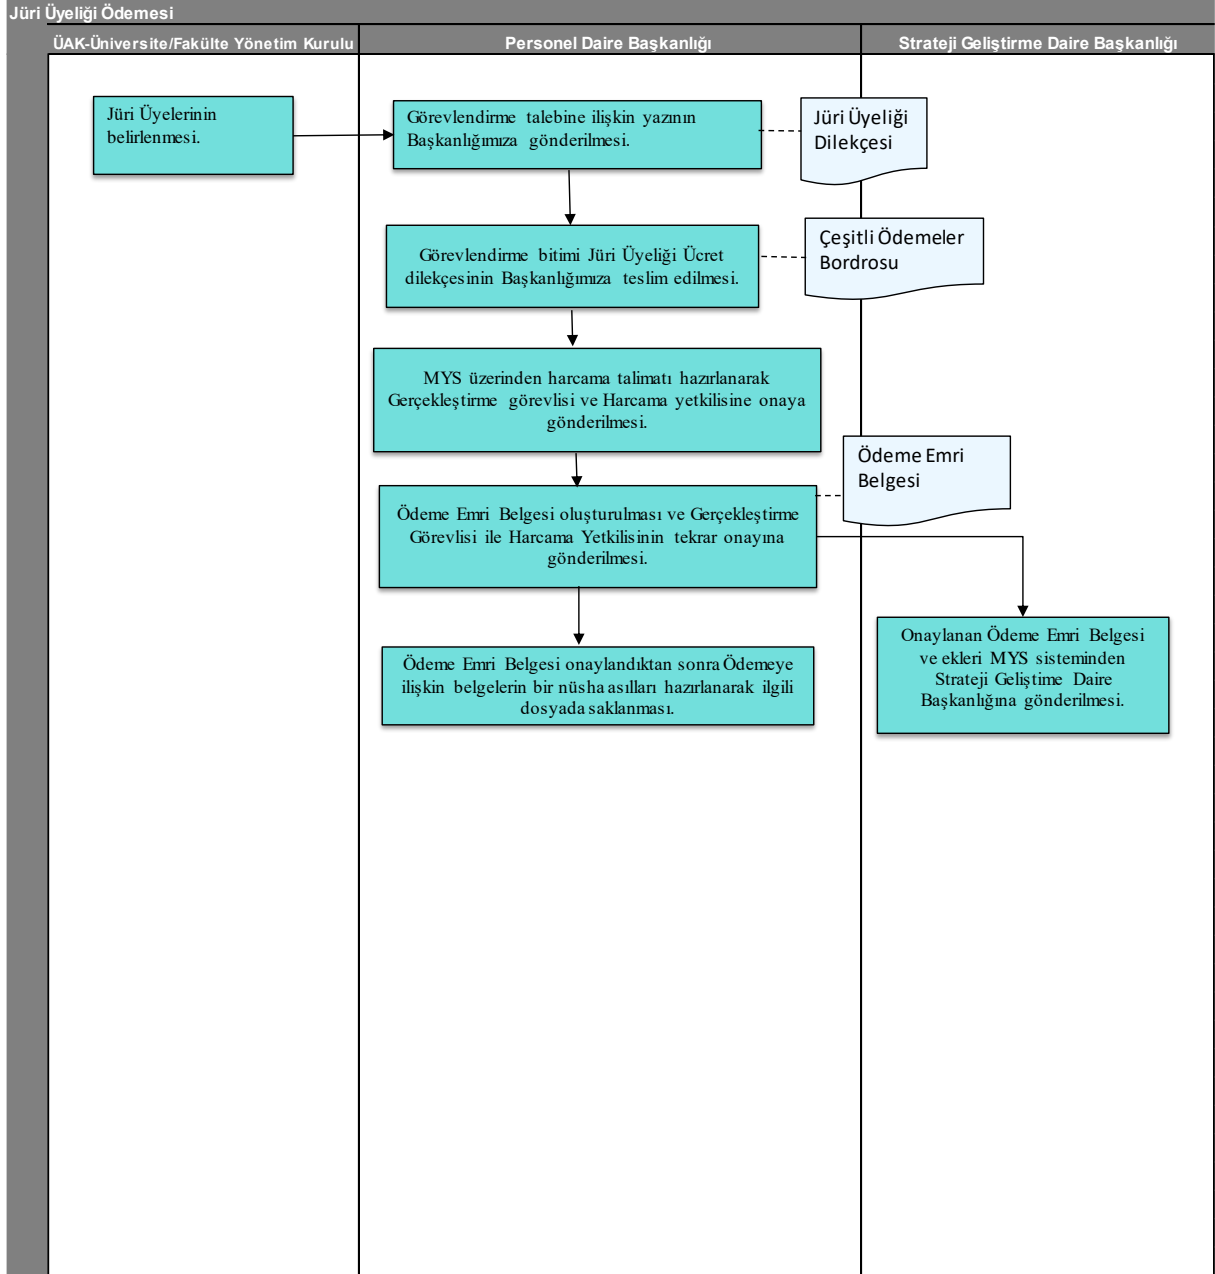 Jüri Üyeliği Ödemesi
ÜAK-Üniversite/Fakülte Yönetim Kurulu
Personel Daire Başkanlığı
Strateji Geliştirme Daire Başkanlığı
Jüri Üyelerinin
belirlenmesi.
Görevlendirme talebine ilişkin yazının
Başkanlığımıza gönderilmesi.
Jüri Üyeliği
Dilekçesi
Görevlendirme bitimi Jüri Üyeliği Ücret
dilekçesinin Başkanlığımıza teslim edilmesi.
Çeşitli Ödemeler
Bordrosu
MYS üzerinden harcama talimatı hazırlanarak
Gerçekleştirme görevlisi ve Harcama yetkilisine onaya
gönderilmesi.
Ödeme Emri
Belgesi
Ödeme Emri Belgesi oluşturulması ve Gerçekleştirme
Görevlisi ile Harcama Yetkilisinin tekrar onayına
gönderilmesi.
Onaylanan Ödeme Emri Belgesi
ve ekleri MYS sisteminden
Strateji Geliştime Daire
Başkanlığına gönderilmesi.
Ödeme Emri Belgesi onaylandıktan sonra Ödemeye
ilişkin belgelerin bir nüsha asılları hazırlanarak ilgili
dosyada saklanması.